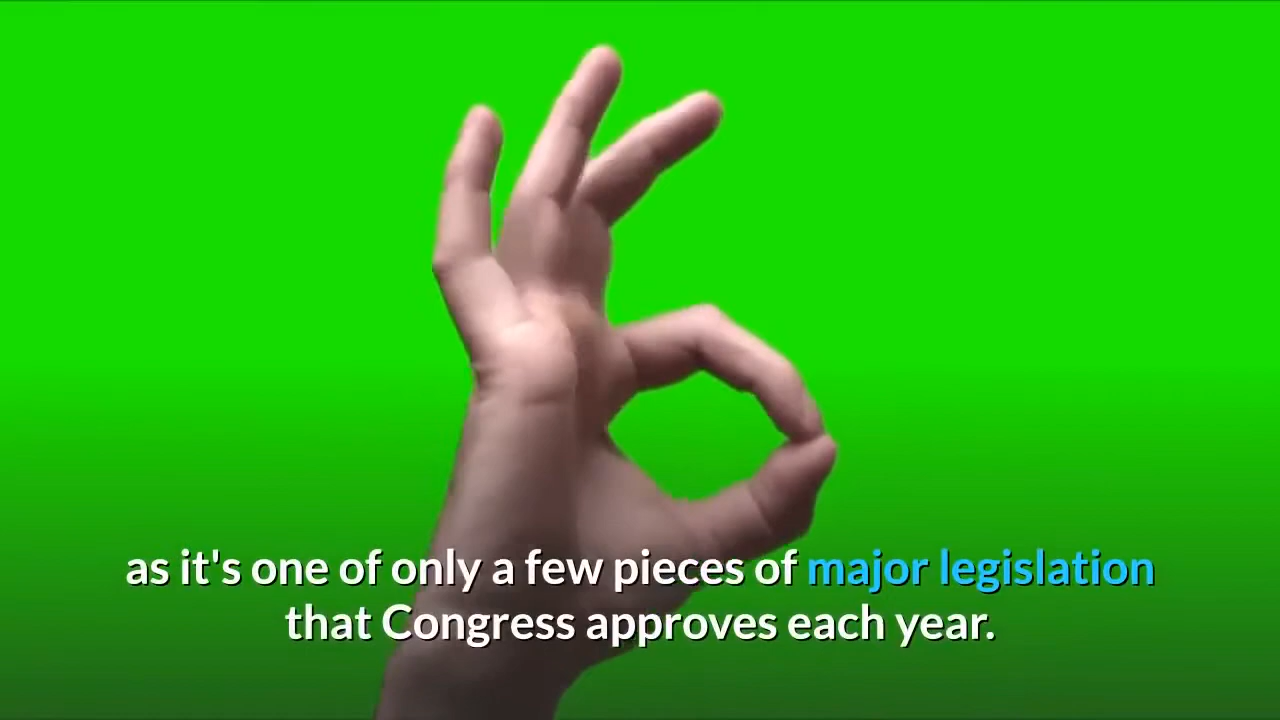 as it's one of only a few pieces of major legislation
that Congress approves each year.